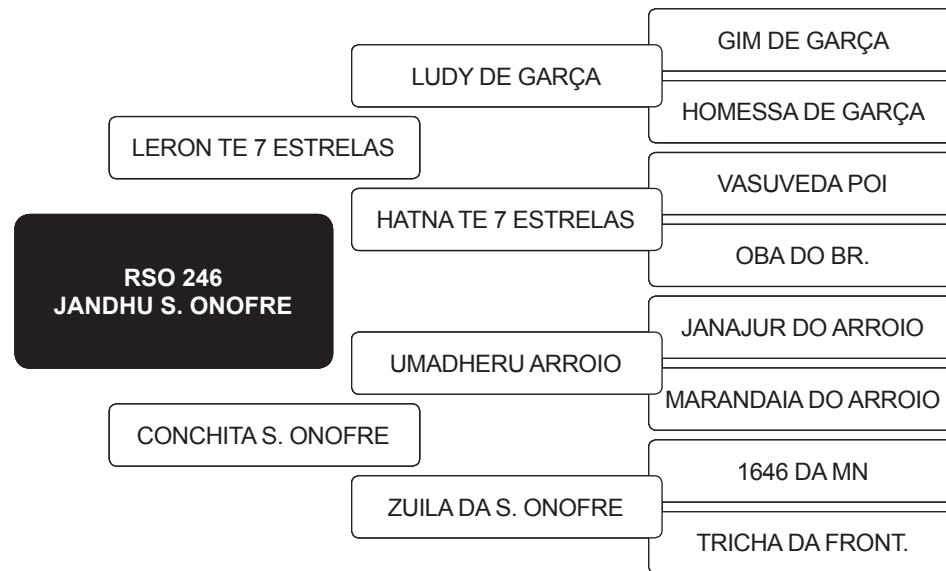 GIM DE GARÇA
LUDY DE GARÇA
HOMESSA DE GARÇA
LERON TE 7 ESTRELAS
VASUVEDA POI
HATNA TE 7 ESTRELAS
OBA DO BR.
RSO 246
JANDHU S. ONOFRE
JANAJUR DO ARROIO
UMADHERU ARROIO
MARANDAIA DO ARROIO
CONCHITA S. ONOFRE
1646 DA MN
ZUILA DA S. ONOFRE
TRICHA DA FRONT.